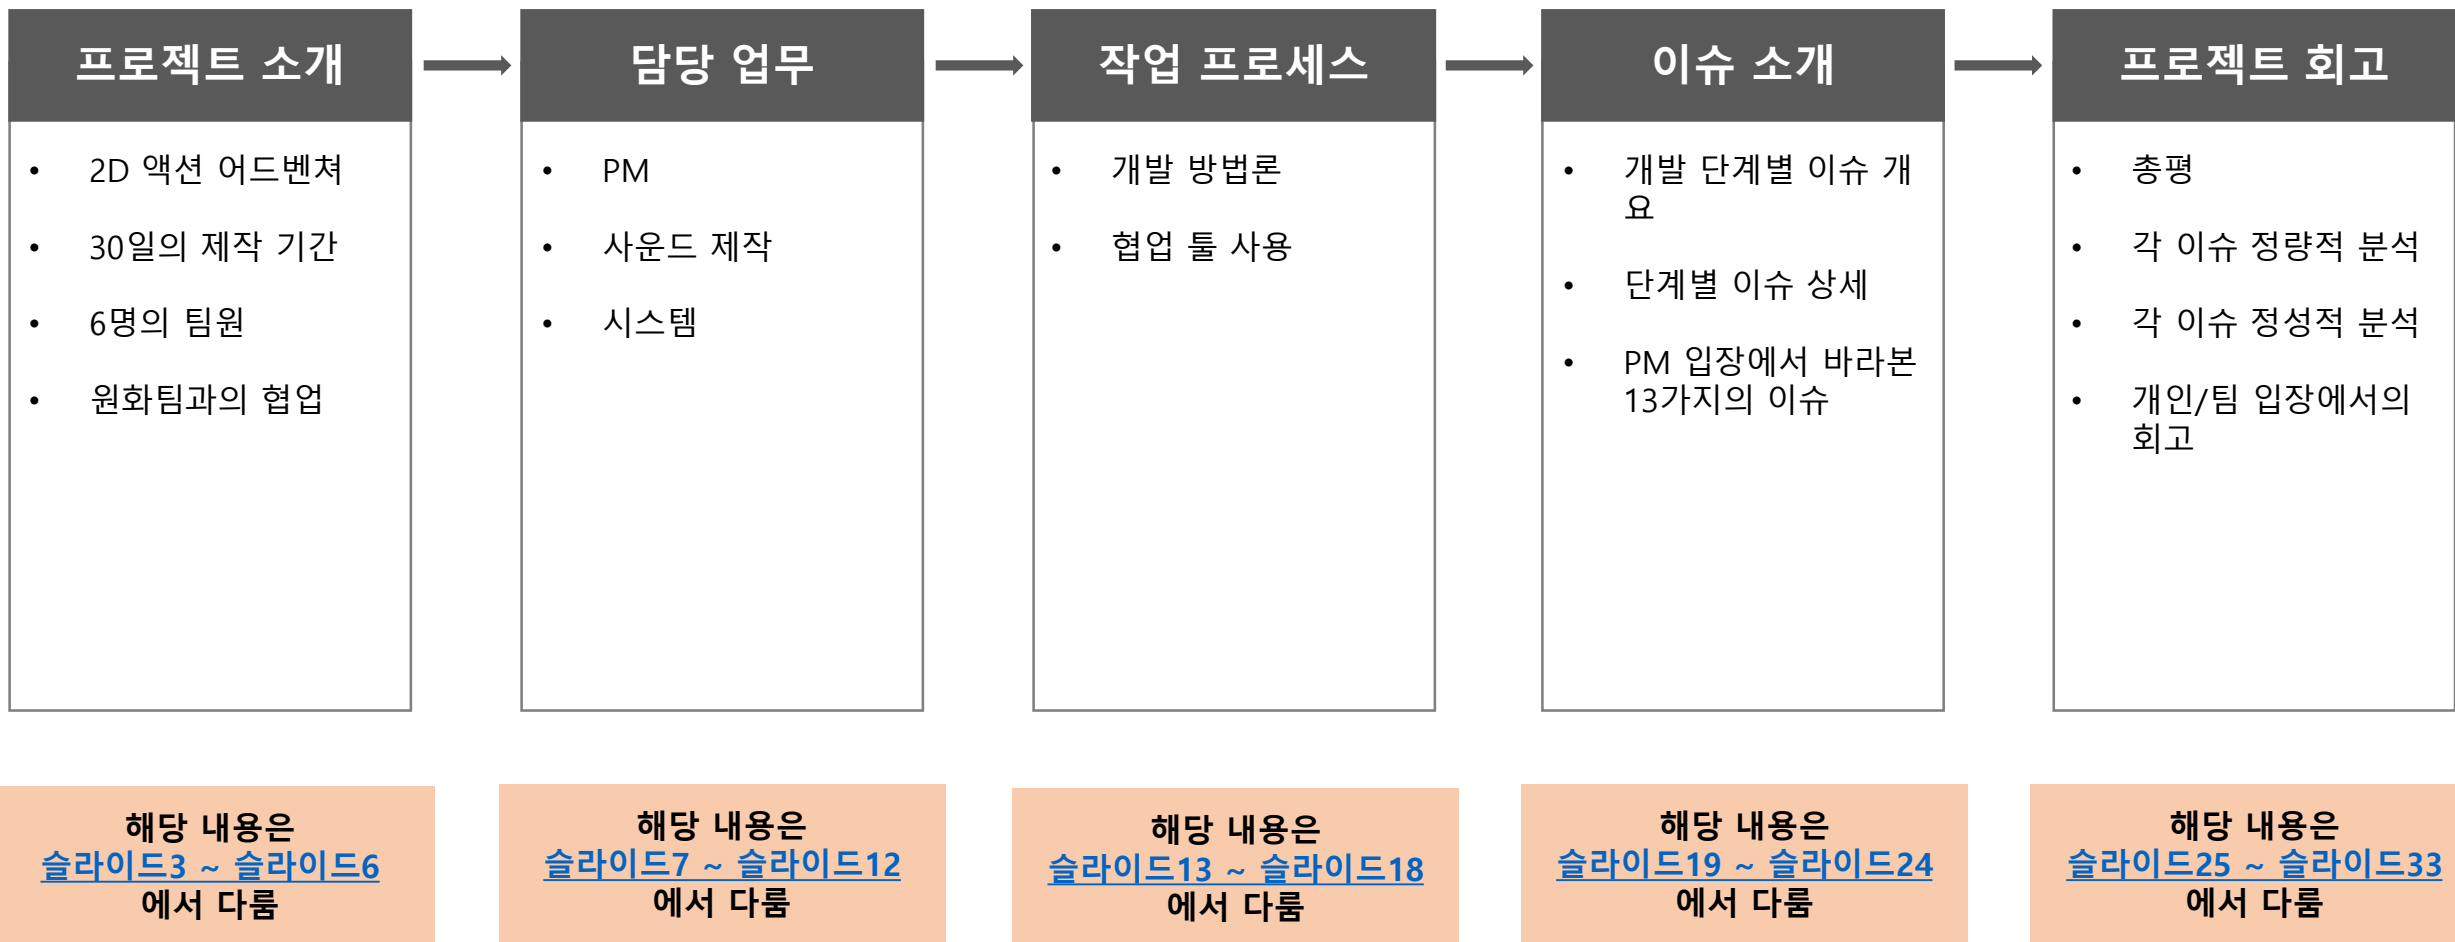 프로젝트 소개
• 2D 액션 어드벤쳐
• 30일의 제작 기간
• 6명의 팀원
• 원화팀과의 협업
해당 내용은
슬라이드3 ~ 슬라이드6
에서 다룸
담당 업무
• PM
• 사운드 제작
• 시스템
해당 내용은
슬라이드7 ~ 슬라이드12
에서 다룸
작업 프로세스
• 개발 방법론
• 협업 툴 사용
해당 내용은
슬라이드13 ~ 슬라이드18
에서 다룸
이슈 소개
• 개발 단계별 이슈 개
요
• 단계별 이슈 상세
• PM 입장에서 바라본
13가지의 이슈
해당 내용은
슬라이드19 ~ 슬라이드24
에서 다룸
프로젝트 회고
• 총평
• 각 이슈 정량적 분석
• 각 이슈 정성적 분석
• 개인/팀 입장에서의
회고
해당 내용은
슬라이드25 ~ 슬라이드33
에서 다룸